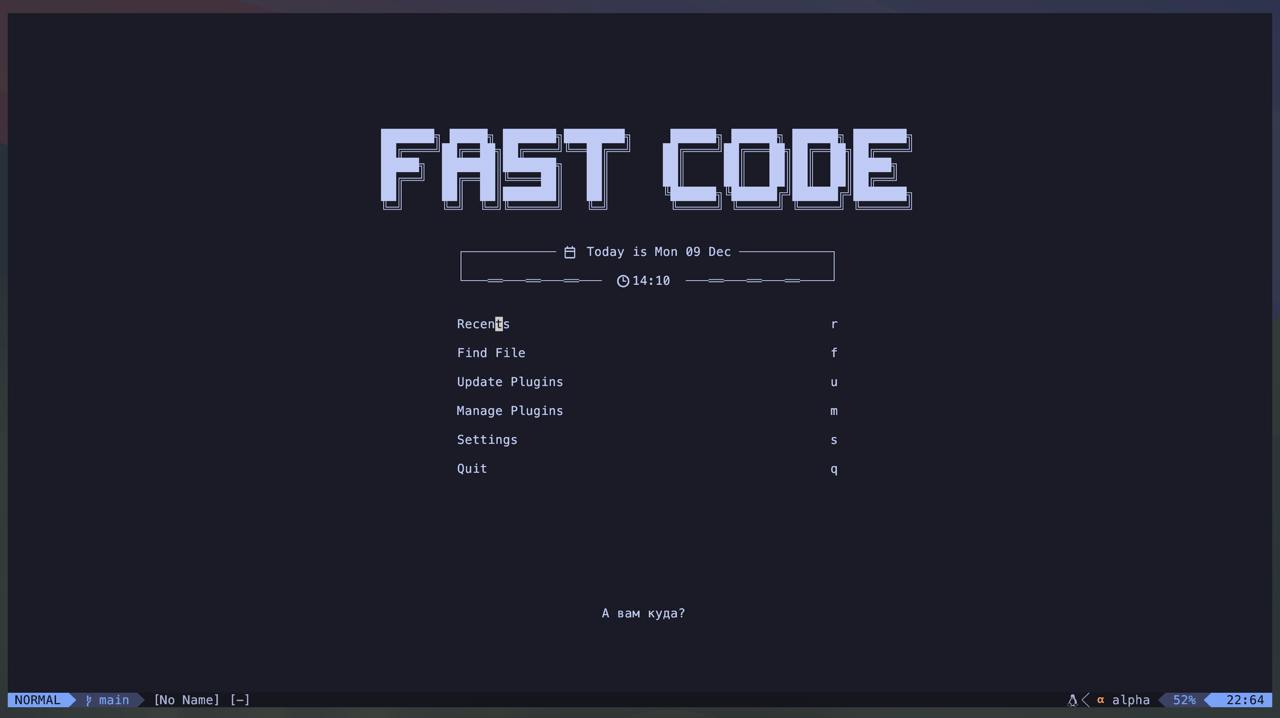 FAST CODE
Today is Mon 09 Dec
14:10
Recents r
Find File f
Update Plugins u
Manage Plugins m
Settings s
Quit q
А вам куда?
NORMAL main [No Name] [-] α alpha 52% 22:64